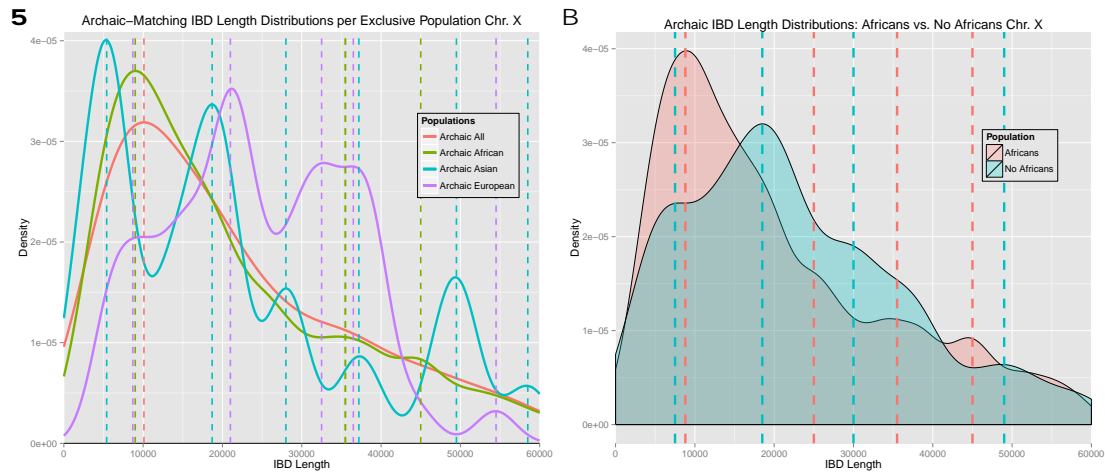 5
Archaic−Matching IBD Length Distributions per Exclusive Population Chr. X
4e−05
3e−05
2e−05
1e−05
0e+00
Density
0 10000 20000 30000 40000 50000 60000
IBD Length
Populations
Archaic All
Archaic African
Archaic Asian
Archaic European
B
Archaic IBD Length Distributions: Africans vs. No Africans Chr. X
4e−05
3e−05
2e−05
1e−05
0e+00
Density
0 10000 20000 30000 40000 50000 60000
IBD Length
Population
Africans
No Africans